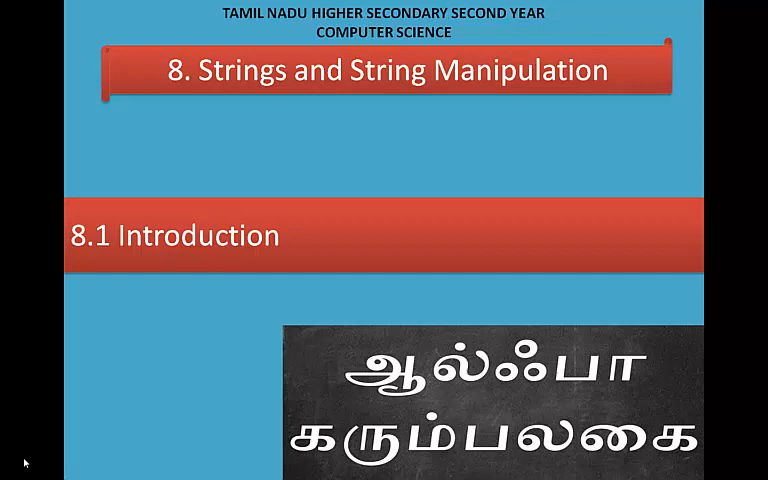 TAMIL NADU HIGHER SECONDARY SECOND YEAR
COMPUTER SCIENCE
8. Strings and String Manipulation
8.1 Introduction
ஆல்ஃபா
கரும்பலகை